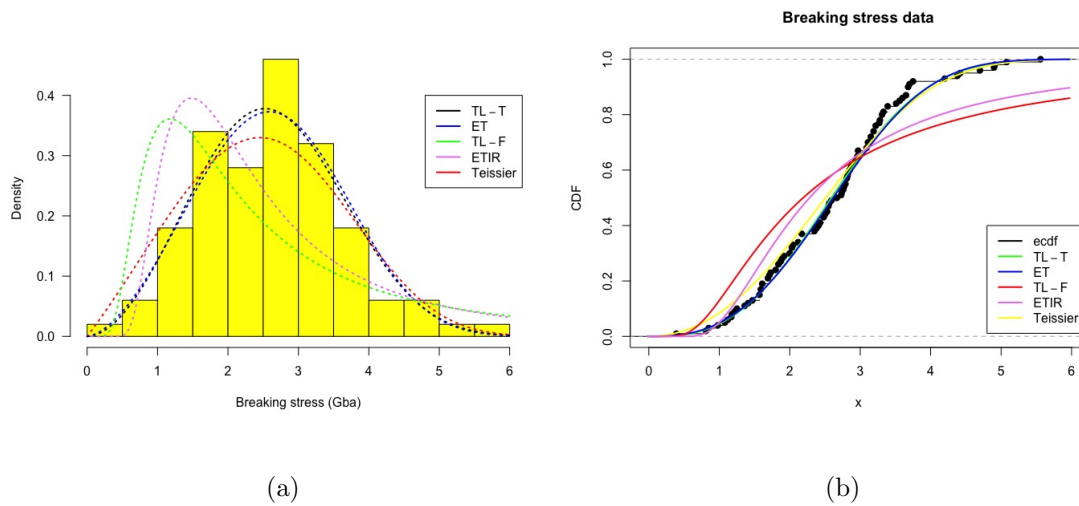 Density
0.0
0.1
0.2
0.3
0.4
0 1 2 3 4 5 6
Breaking stress (Gba)
TL − T
ET
TL − F
ETIR
Teissier
(a)
Breaking stress data
CDF
0.0
0.2
0.4
0.6
0.8
1.0
0 1 2 3 4 5 6
x
ecdf
TL − T
ET
TL − F
ETIR
Teissier
(b)